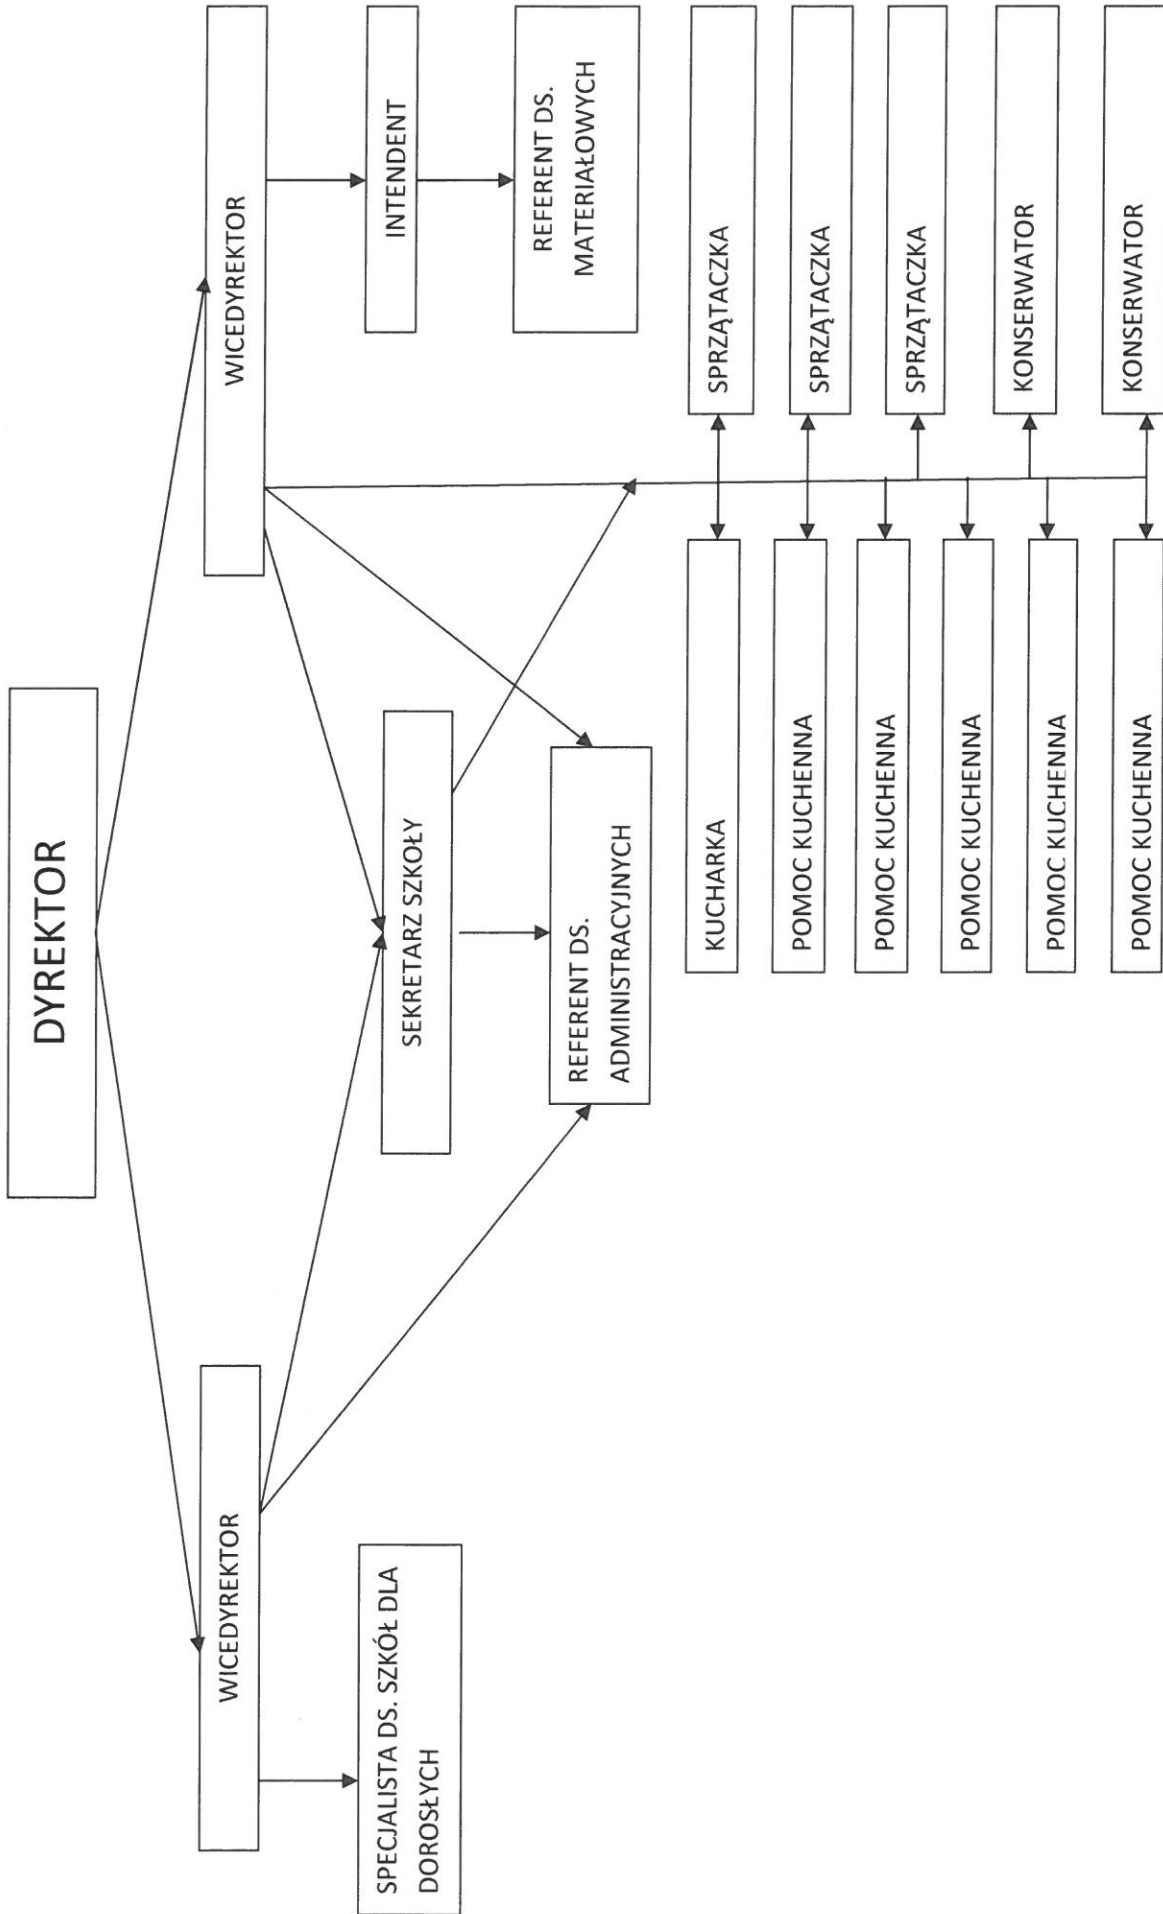 DYREKTOR
WICEDYREKTOR
WICEDYREKTOR
SPECJALISTA DS. SZKÓŁ DLA
DOROSŁYCH
SEKRETARZ SZKOŁY
INTENDENT
REFERENT DS.
ADMINISTRACYJNYCH
REFERENT DS.
MATERIAŁOWYCH
KUCHARKA
SPRZĄTACZKA
POMOC KUCHENNA
SPRZĄTACZKA
POMOC KUCHENNA
SPRZĄTACZKA
POMOC KUCHENNA
KONSERWATOR
POMOC KUCHENNA
KONSERWATOR
POMOC KUCHENNA